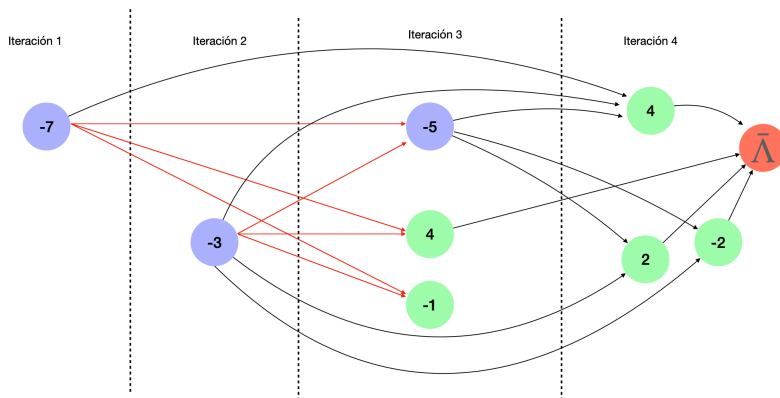 Iteración 1
Iteración 2
Iteración 3
Iteración 4
-7
-5
4
Λ̄
-3
4
2
-2
-1